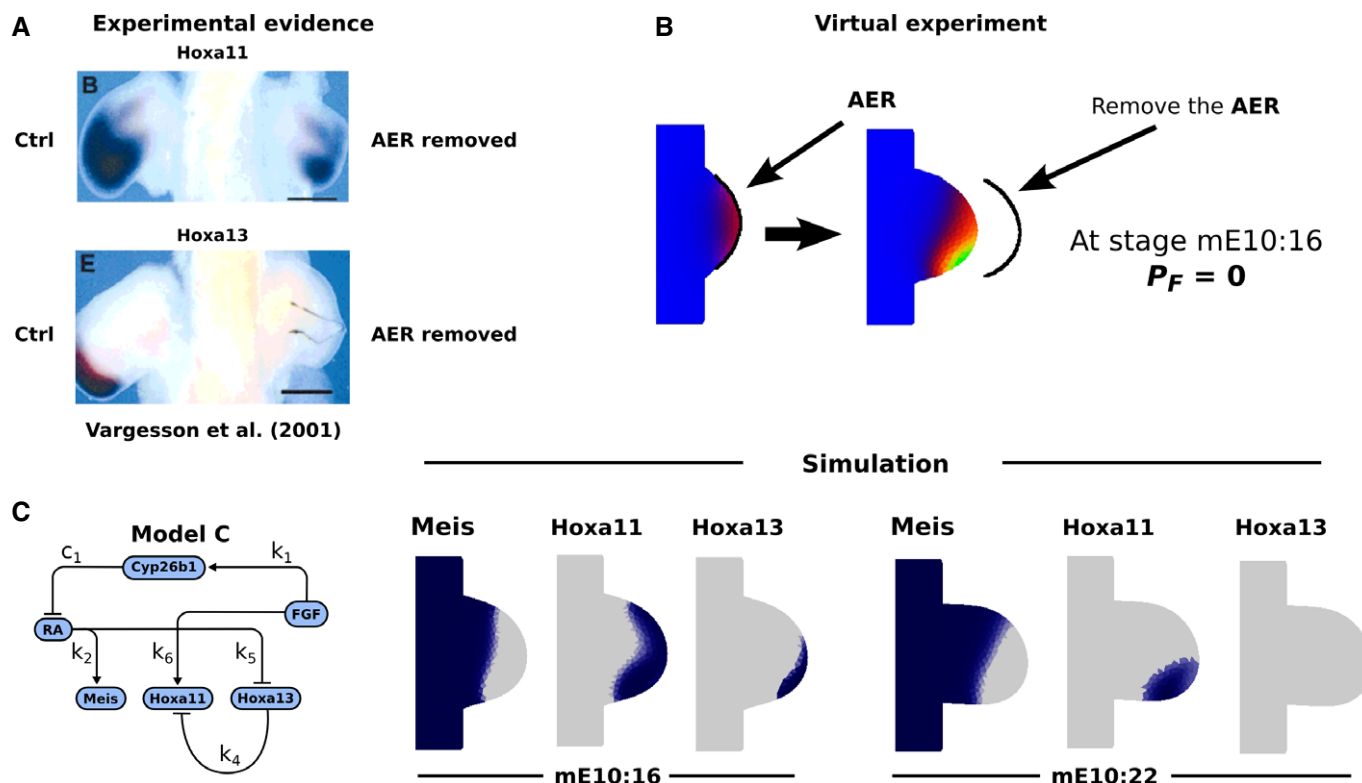 A
Experimental evidence
Hoxa11
B
Ctrl
AER removed
Hoxa13
E
Ctrl
AER removed
Vargesson et al. (2001)
B
Virtual experiment
AER
Remove the AER
At stage mE10:16
P_F = 0
Simulation
C
Model C
c1
Cyp26b1
k1
FGF
RA
k2
k6
k5
Meis
Hoxa11
Hoxa13
k4
Meis
Hoxa11
Hoxa13
mE10:16
Meis
Hoxa11
Hoxa13
mE10:22